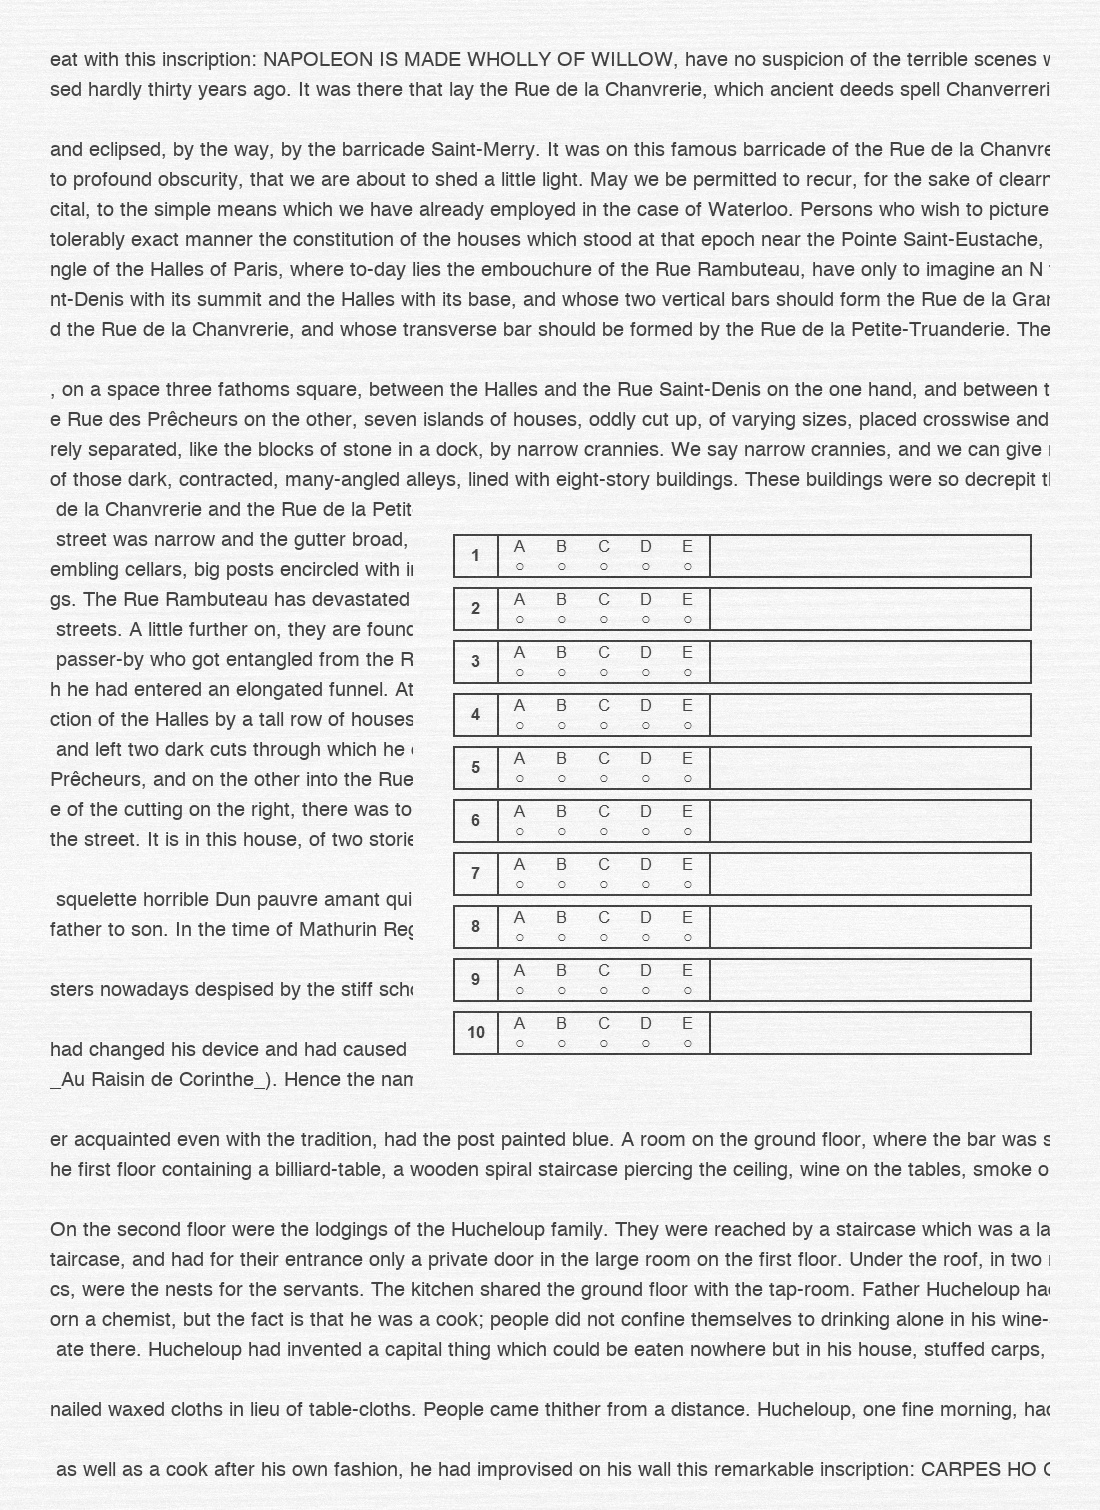 eat with this inscription: NAPOLEON IS MADE WHOLLY OF WILLOW, have no suspicion of the terrible scenes
sed hardly thirty years ago. It was there that lay the Rue de la Chanvrerie, which ancient deeds spell Chanverreri
and eclipsed, by the way, by the barricade Saint-Merry. It was on this famous barricade of the Rue de la Chanvre
to profound obscurity, that we are about to shed a little light. May we be permitted to recur, for the sake of clearn
cital, to the simple means which we have already employed in the case of Waterloo. Persons who wish to picture
tolerably exact manner the constitution of the houses which stood at that epoch near the Pointe Saint-Eustache,
ngle of the Halles of Paris, where to-day lies the embouchure of the Rue Rambuteau, have only to imagine an N
nt-Denis with its summit and the Halles with its base, and whose two vertical bars should form the Rue de la Gran
d the Rue de la Chanvrerie, and whose transverse bar should be formed by the Rue de la Petite-Truanderie. The
, on a space three fathoms square, between the Halles and the Rue Saint-Denis on the one hand, and between t
e Rue des Prêcheurs on the other, seven islands of houses, oddly cut up, of varying sizes, placed crosswise and
rely separated, like the blocks of stone in a dock, by narrow crannies. We say narrow crannies, and we can give
of those dark, contracted, many-angled alleys, lined with eight-story buildings. These buildings were so decrepit
de la Chanvrerie and the Rue de la Petit
street was narrow and the gutter broad,
embling cellars, big posts encircled with
gs. The Rue Rambuteau has devastated
streets. A little further on, they are found
passer-by who got entangled from the R
h he had entered an elongated funnel. At
ction of the Halles by a tall row of houses
and left two dark cuts through which he
Prêcheurs, and on the other into the Rue
e of the cutting on the right, there was to
the street. It is in this house, of two storie
squelette horrible Dun pauvre amant qui
father to son. In the time of Mathurin Reg
sters nowadays despised by the stiff scho
had changed his device and had caused
_Au Raisin de Corinthe_). Hence the nam
1 A B C D E
2 A B C D E
3 A B C D E
4 A B C D E
5 A B C D E
6 A B C D E
7 A B C D E
8 A B C D E
9 A B C D E
10 A B C D E
er acquainted even with the tradition, had the post painted blue. A room on the ground floor, where the bar was s
he first floor containing a billiard-table, a wooden spiral staircase piercing the ceiling, wine on the tables, smoke o
On the second floor were the lodgings of the Hucheloup family. They were reached by a staircase which was a la
taircase, and had for their entrance only a private door in the large room on the first floor. Under the roof, in two
cs, were the nests for the servants. The kitchen shared the ground floor with the tap-room. Father Hucheloup had
orn a chemist, but the fact is that he was a cook; people did not confine themselves to drinking alone in his wine-
ate there. Hucheloup had invented a capital thing which could be eaten nowhere but in his house, stuffed carps,
nailed waxed cloths in lieu of table-cloths. People came thither from a distance. Hucheloup, one fine morning, had
as well as a cook after his own fashion, he had improvised on his wall this remarkable inscription: CARPES HO